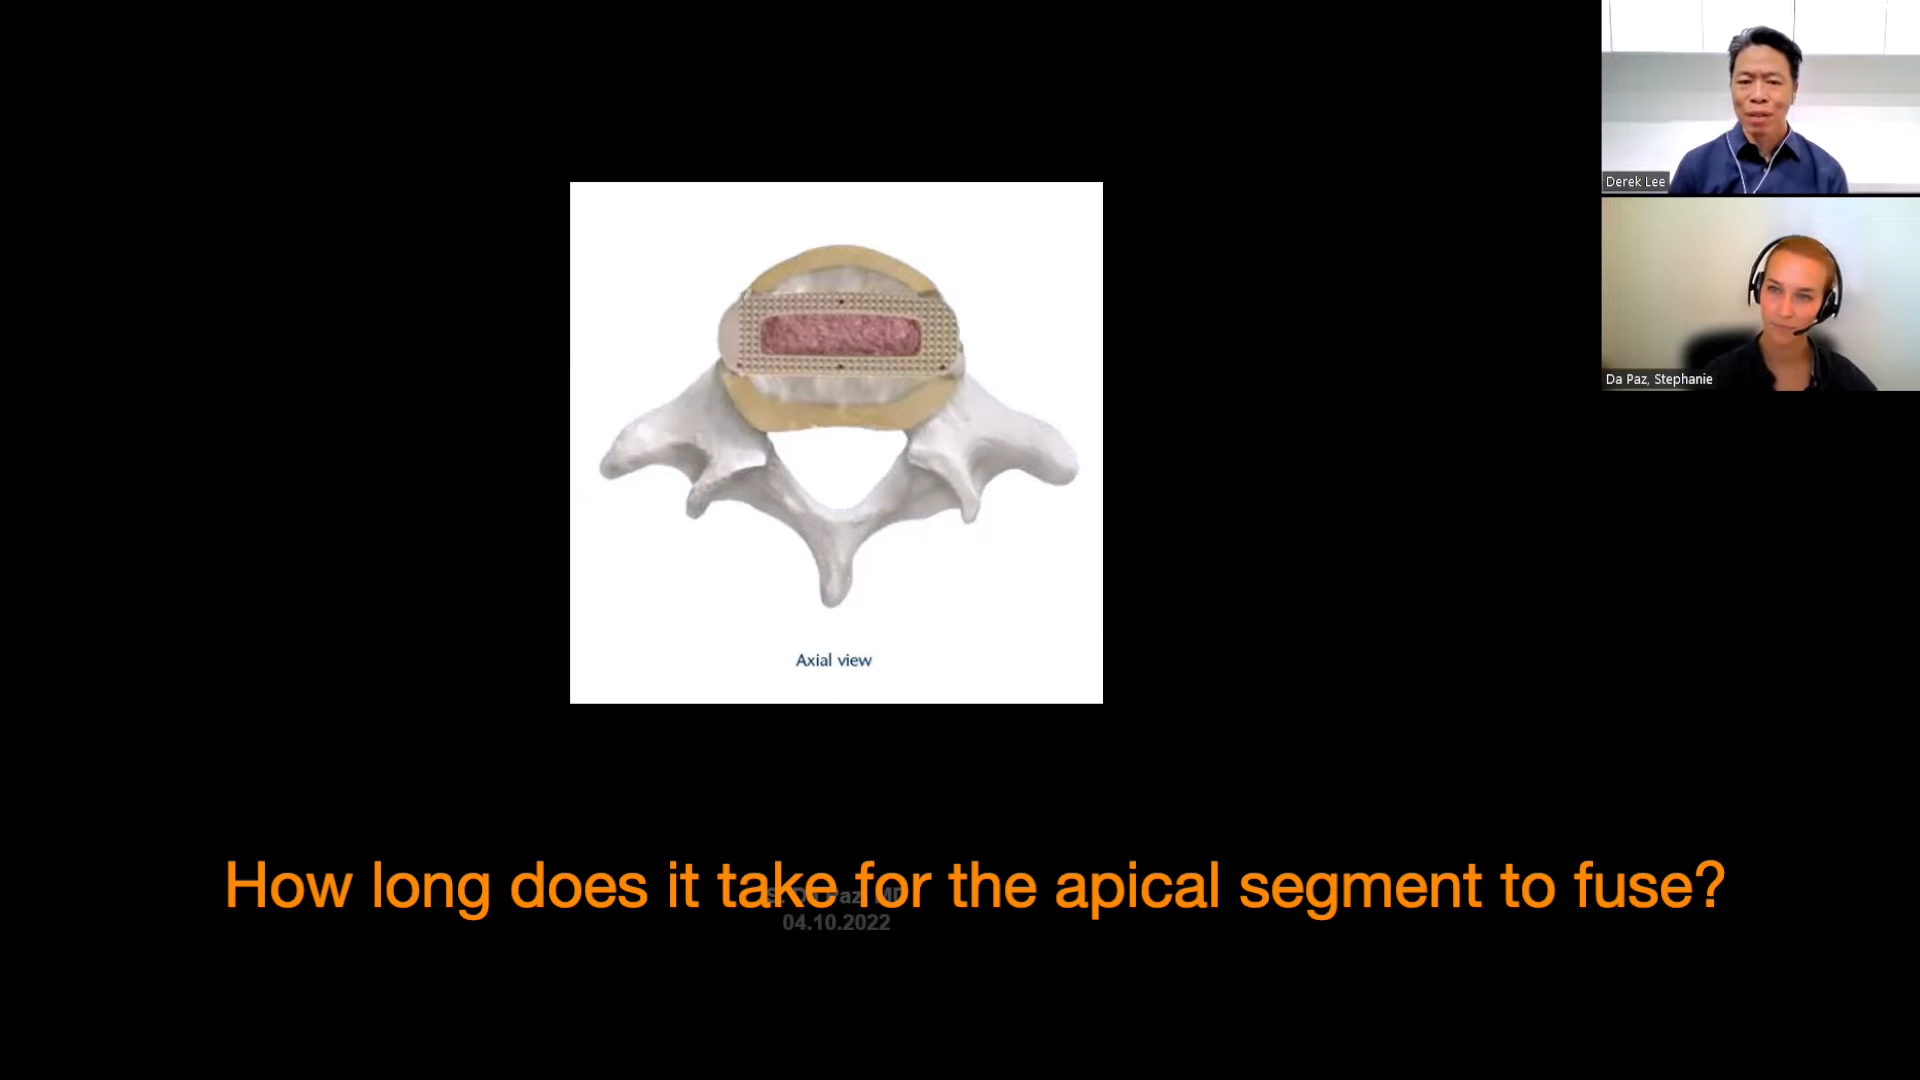 Derek Lee
Da Paz, Stephanie
Axial view
How long does it take for the apical segment to fuse?
04.10.2022